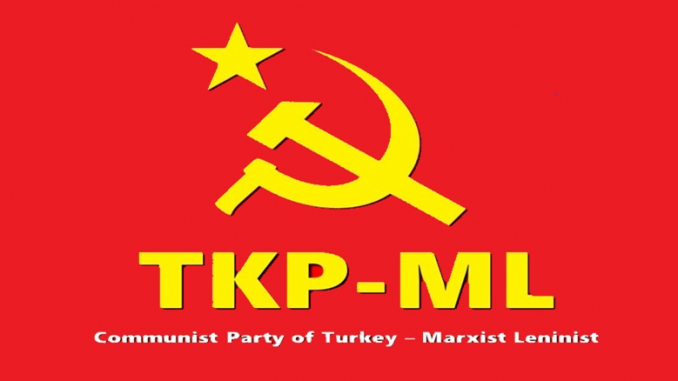 TKP-ML
Communist Party of Turkey – Marxist Leninist